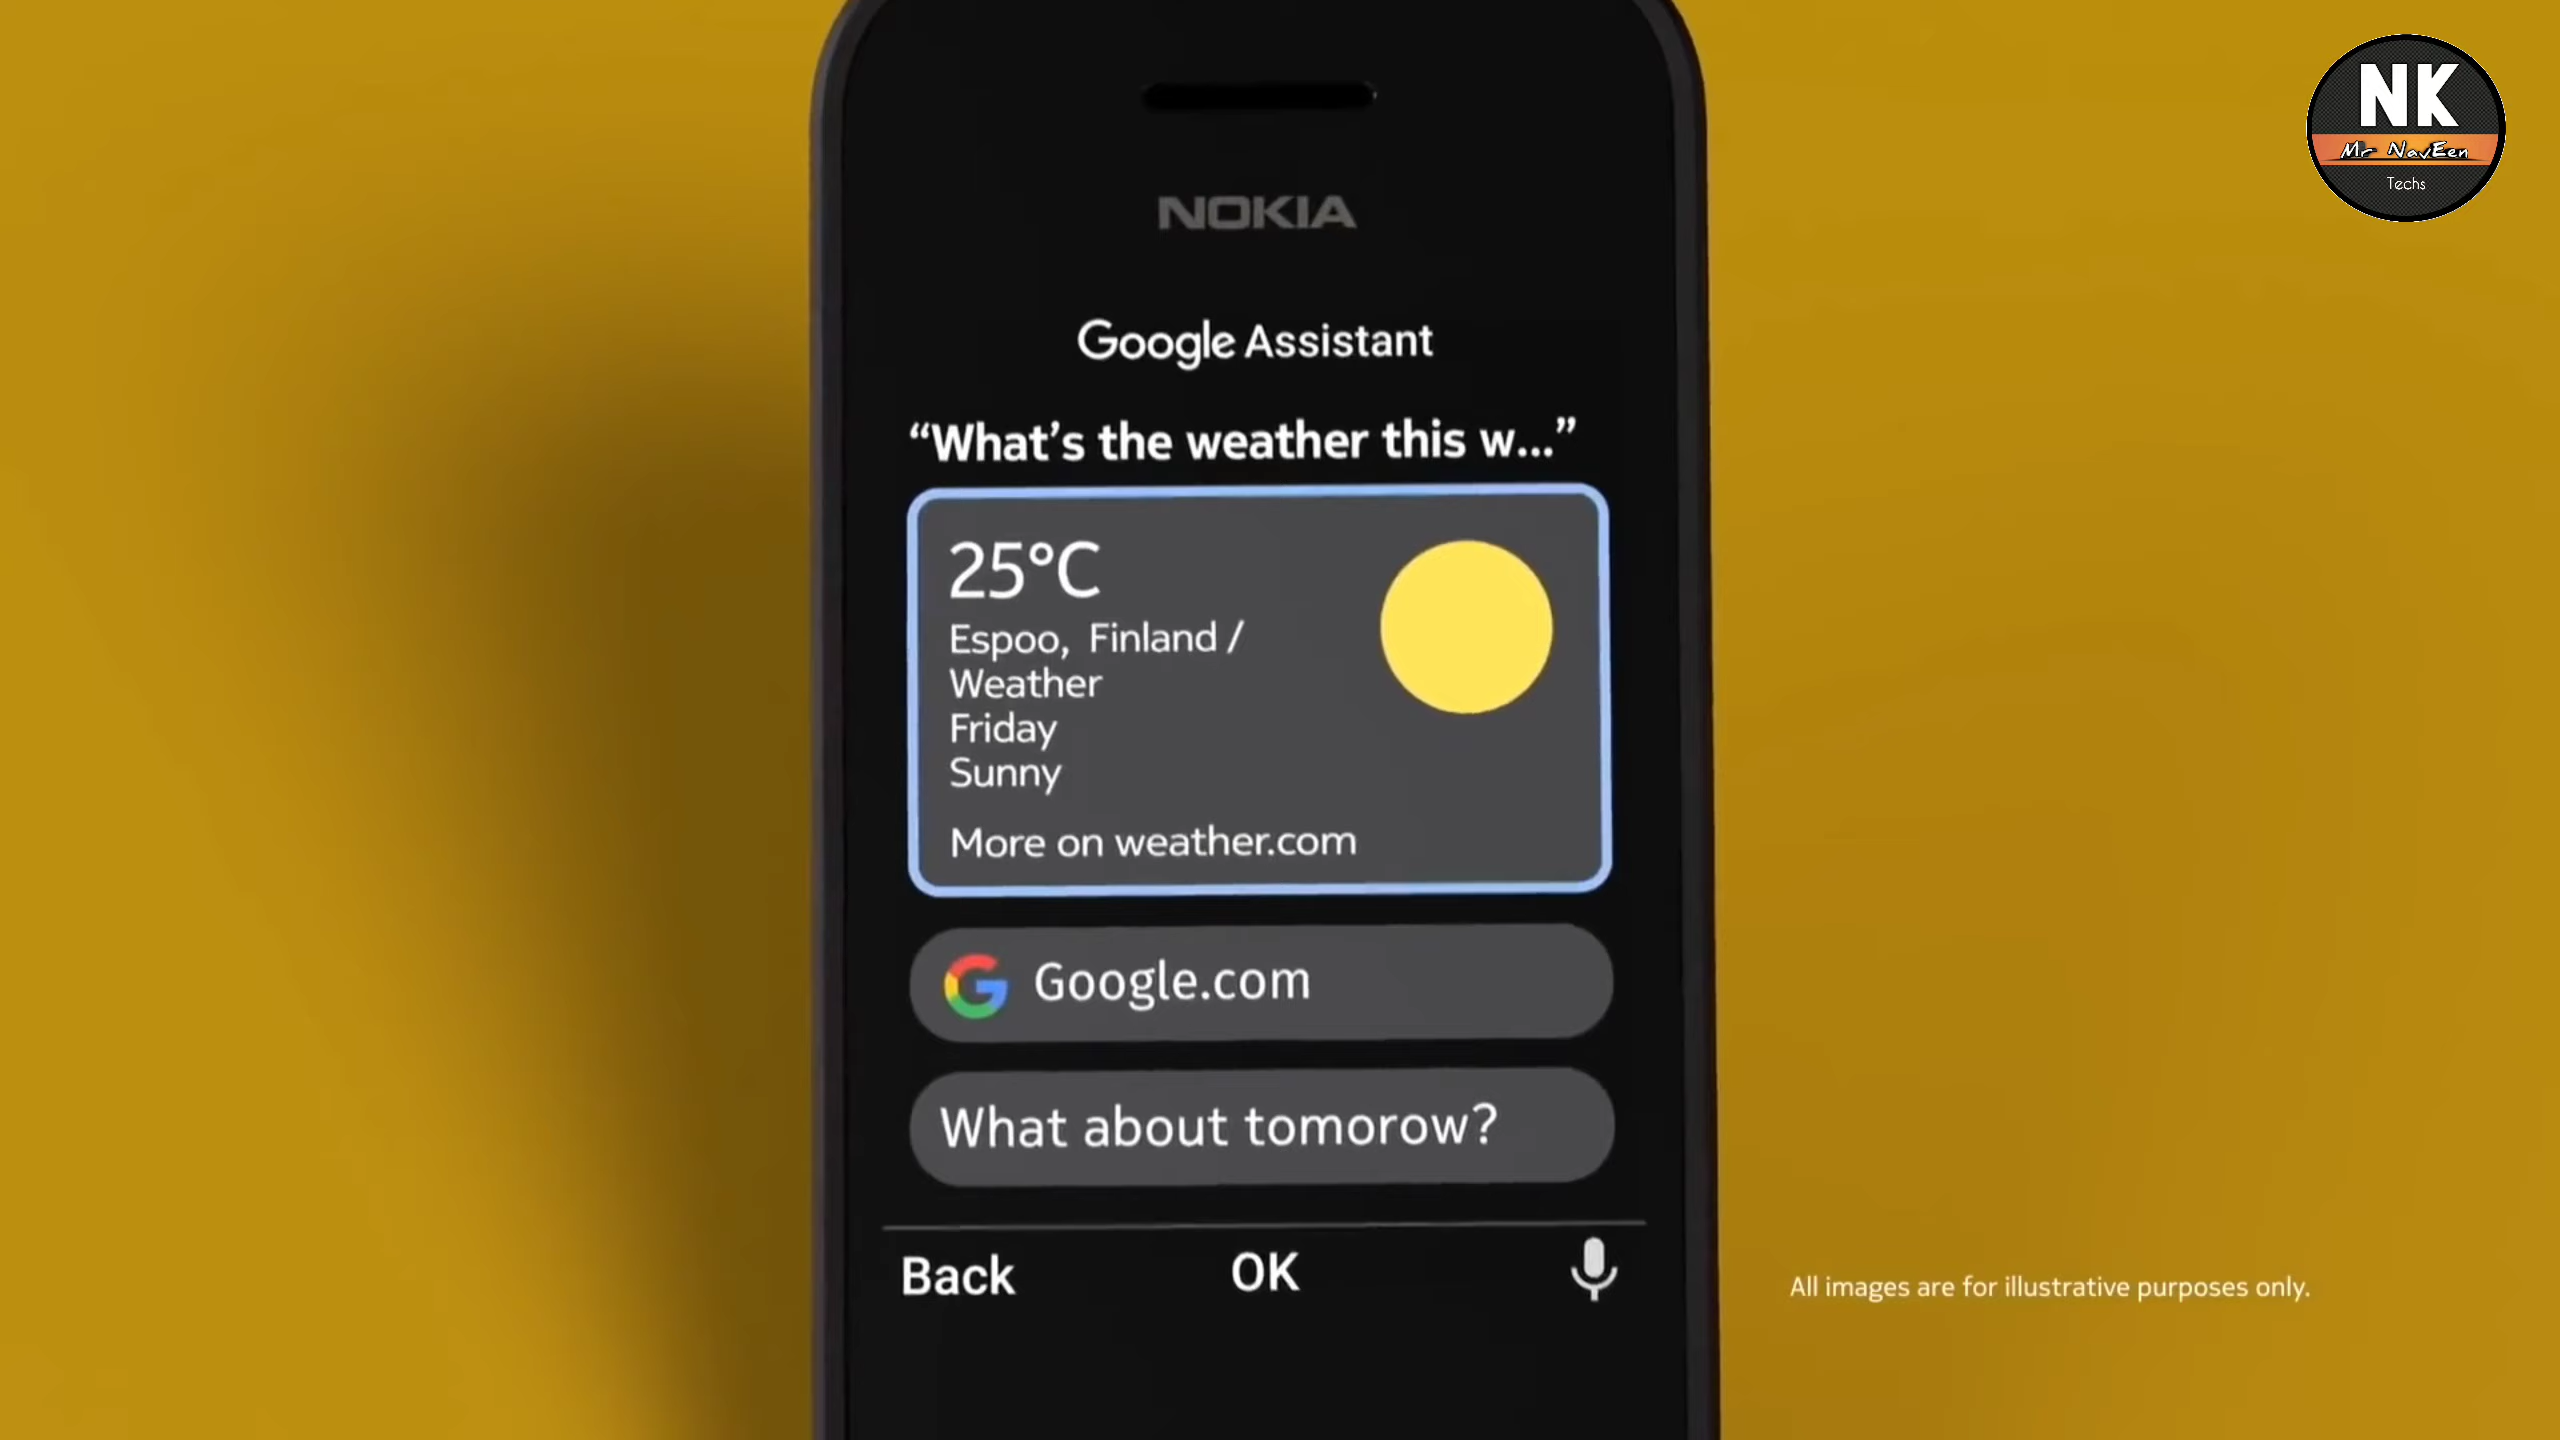 NK
Mr NavEen
Techs
NOKIA
Google Assistant
“What’s the weather this w...”
25°C
Espoo, Finland /
Weather
Friday
Sunny
More on weather.com
Google.com
What about tomorow?
Back OK
All images are for illustrative purposes only.